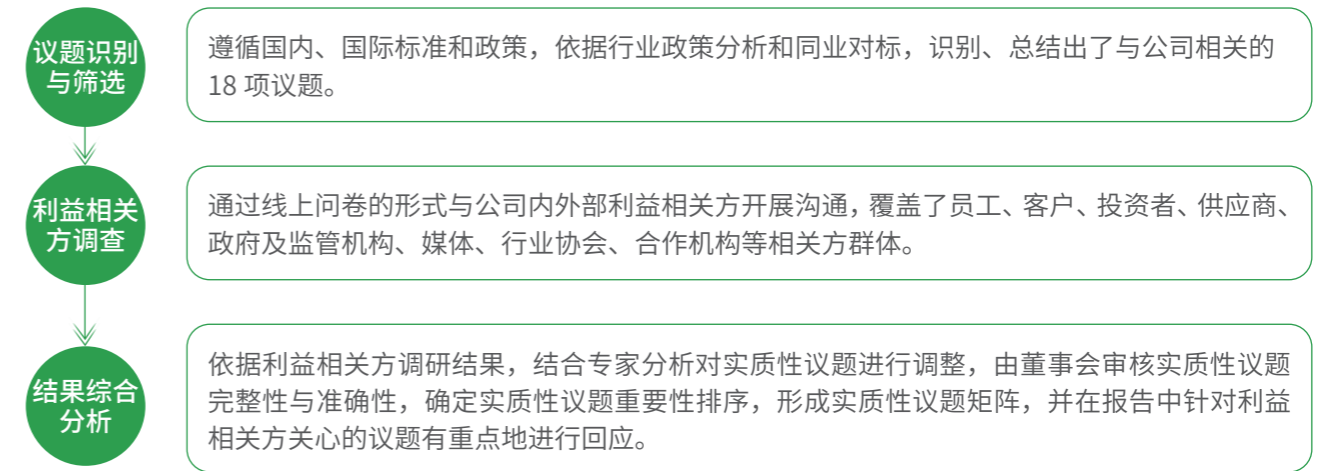 议题识别
与筛选
遵循国内、国际标准和政策，依据行业政策分析和同业对标，识别、总结出了与公司相关的
18 项议题。
利益相关
方调查
通过线上问卷的形式与公司内外部利益相关方开展沟通，覆盖了员工、客户、投资者、供应商、
政府及监管机构、媒体、行业协会、合作机构等相关方群体。
结果综合
分析
依据利益相关方调研结果，结合专家分析对实质性议题进行调整，由董事会审核实质性议题
完整性与准确性，确定实质性议题重要性排序，形成实质性议题矩阵，并在报告中针对利益
相关方关心的议题有重点地进行回应。